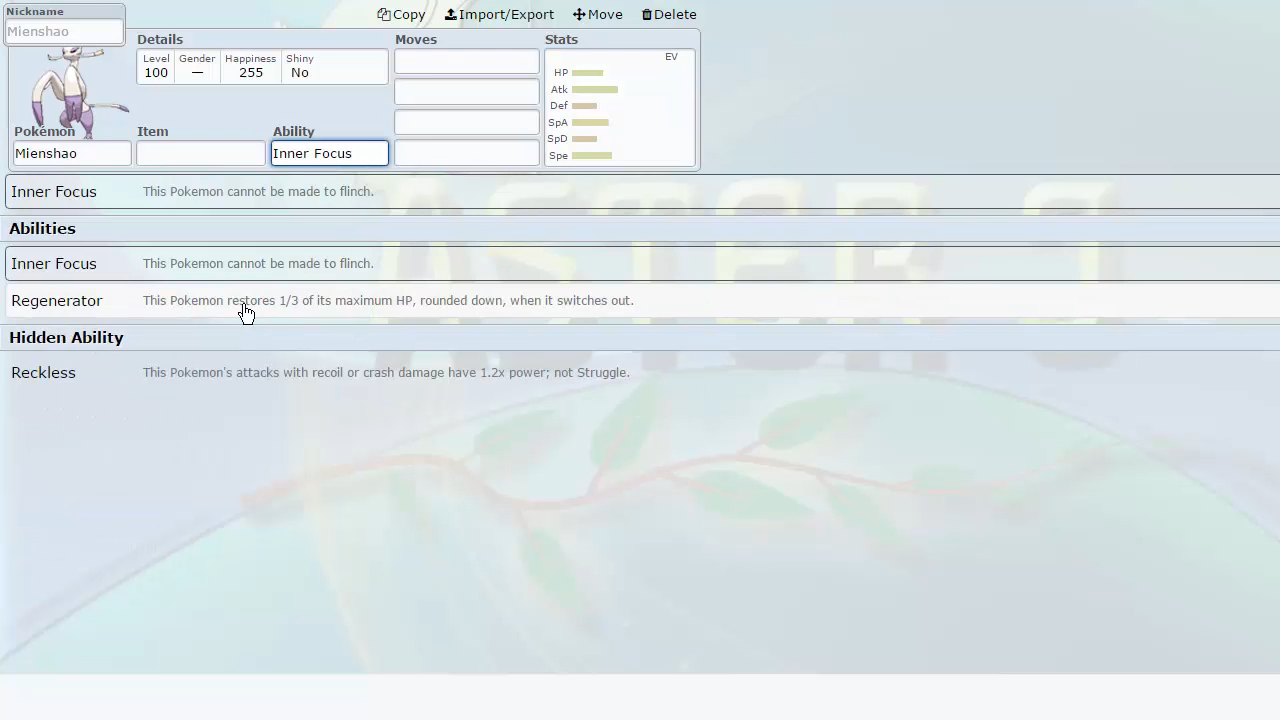 Nickname
Mienshao
Copy Import/Export Move Delete
Details
Level Gender Happiness Shiny
100 — 255 No
Moves
Stats
EV
HP
Atk
Def
SpA
SpD
Spe
Pokémon Item Ability
Mienshao Inner Focus
Inner Focus This Pokemon cannot be made to flinch.
Abilities
Inner Focus This Pokemon cannot be made to flinch.
Regenerator This Pokemon restores 1/3 of its maximum HP, rounded down, when it switches out.
Hidden Ability
Reckless This Pokemon's attacks with recoil or crash damage have 1.2x power; not Struggle.